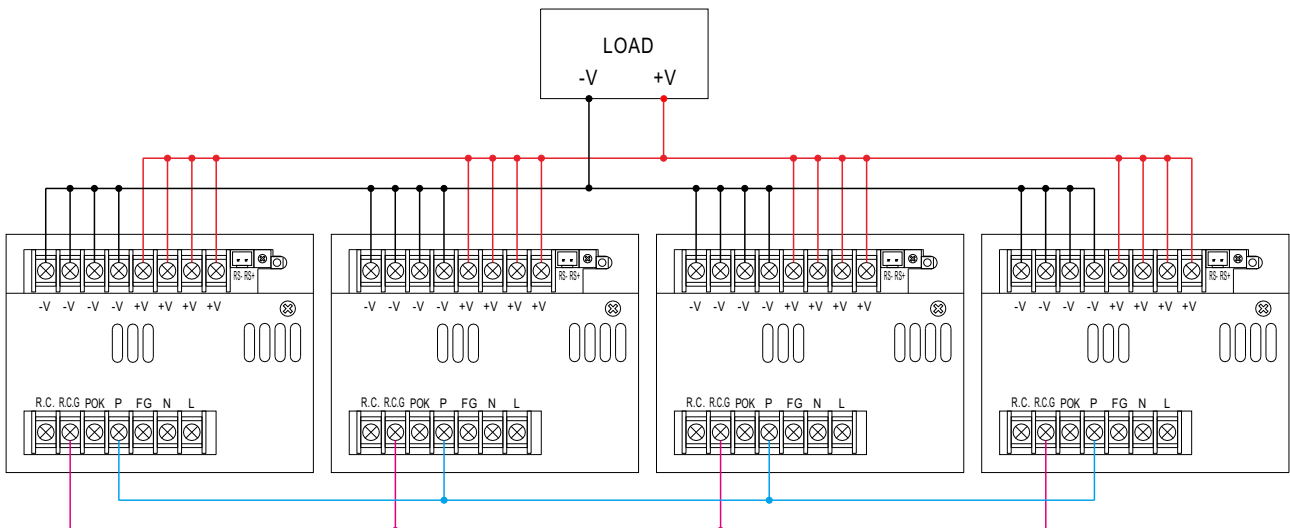 LOAD
-V +V
RS- RS+ RS- RS+ RS- RS+ RS- RS+
-V -V -V -V +V +V +V +V -V -V -V -V +V +V +V +V -V -V -V -V +V +V +V +V -V -V -V -V +V +V +V +V
R.C. R.C.G POK P FG N L R.C. R.C.G POK P FG N L R.C. R.C.G POK P FG N L R.C. R.C.G POK P FG N L